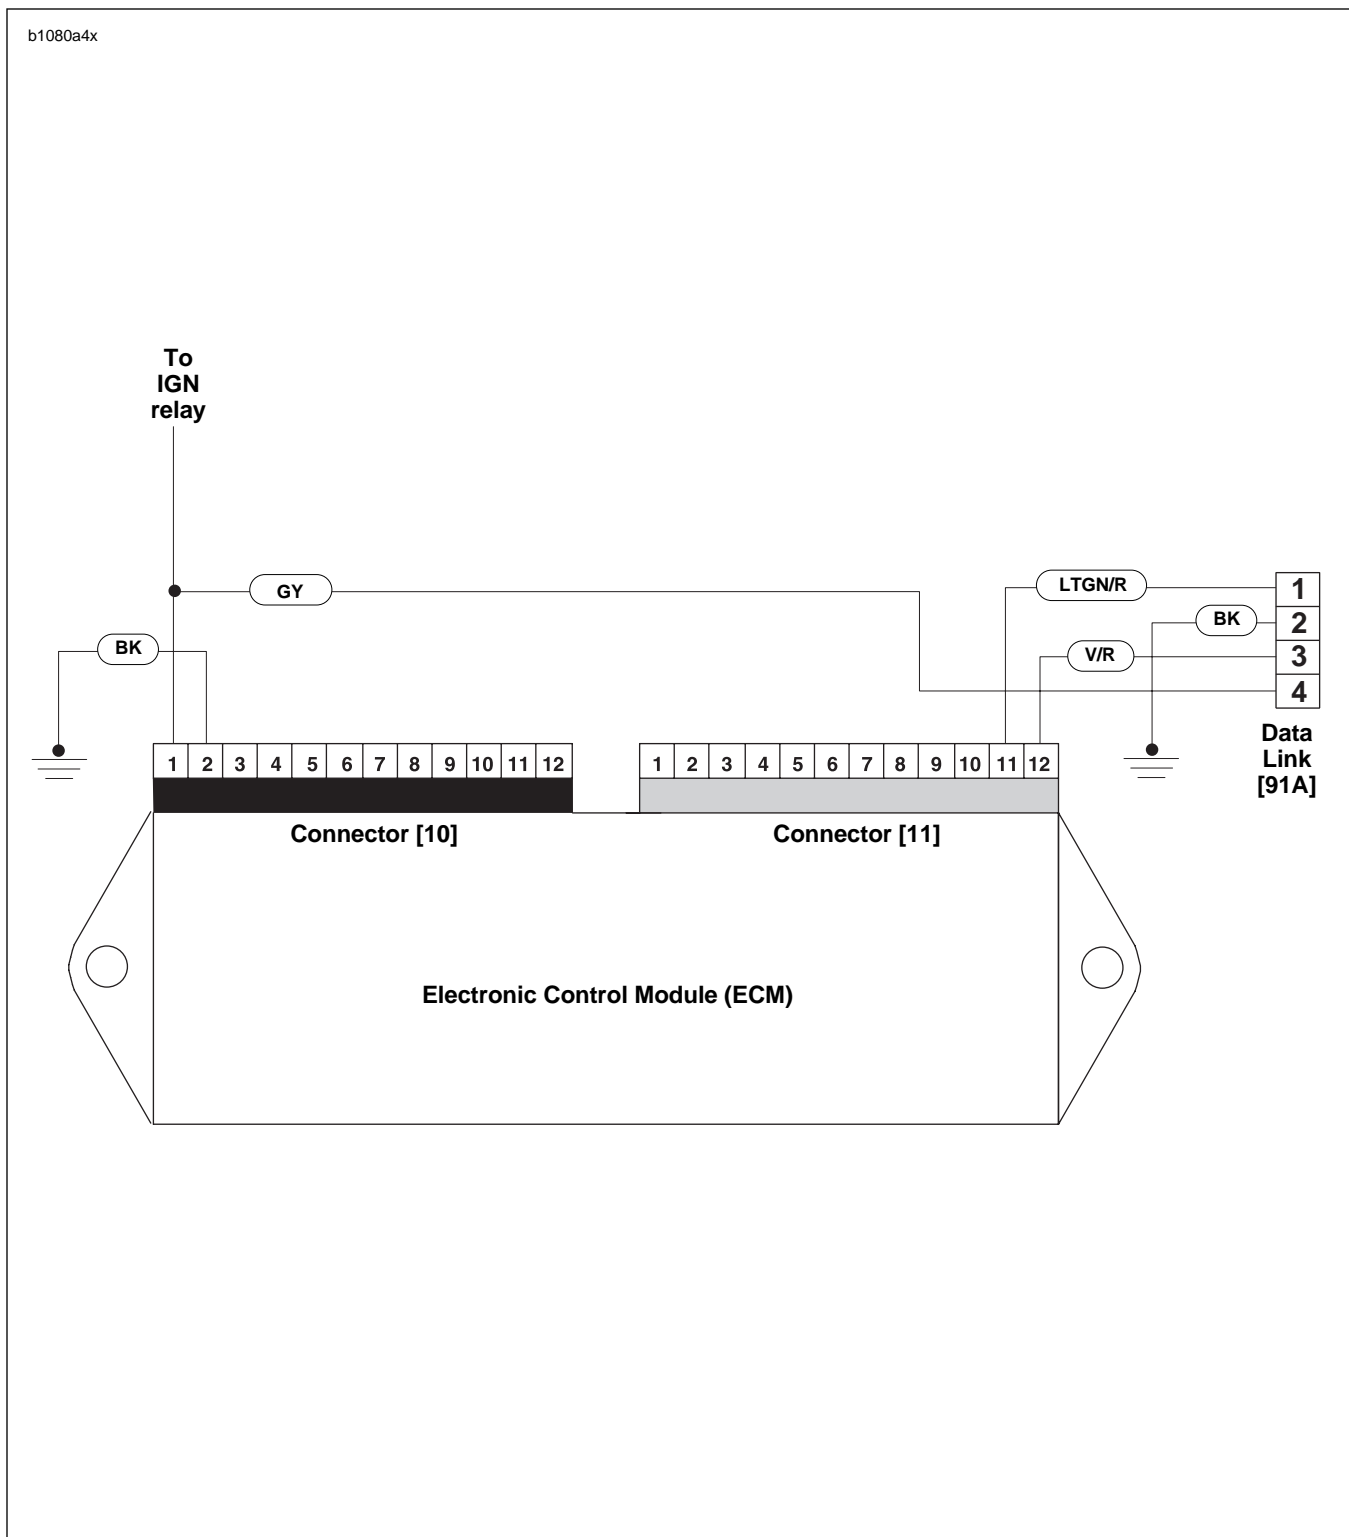 b1080a4x
To
IGN
relay
GY
LTGN/R
1
BK
2
BK
V/R
3
4
Data
Link
[91A]
1 2 3 4 5 6 7 8 9 10 11 12
1 2 3 4 5 6 7 8 9 10 11 12
Connector [10]
Connector [11]
Electronic Control Module (ECM)